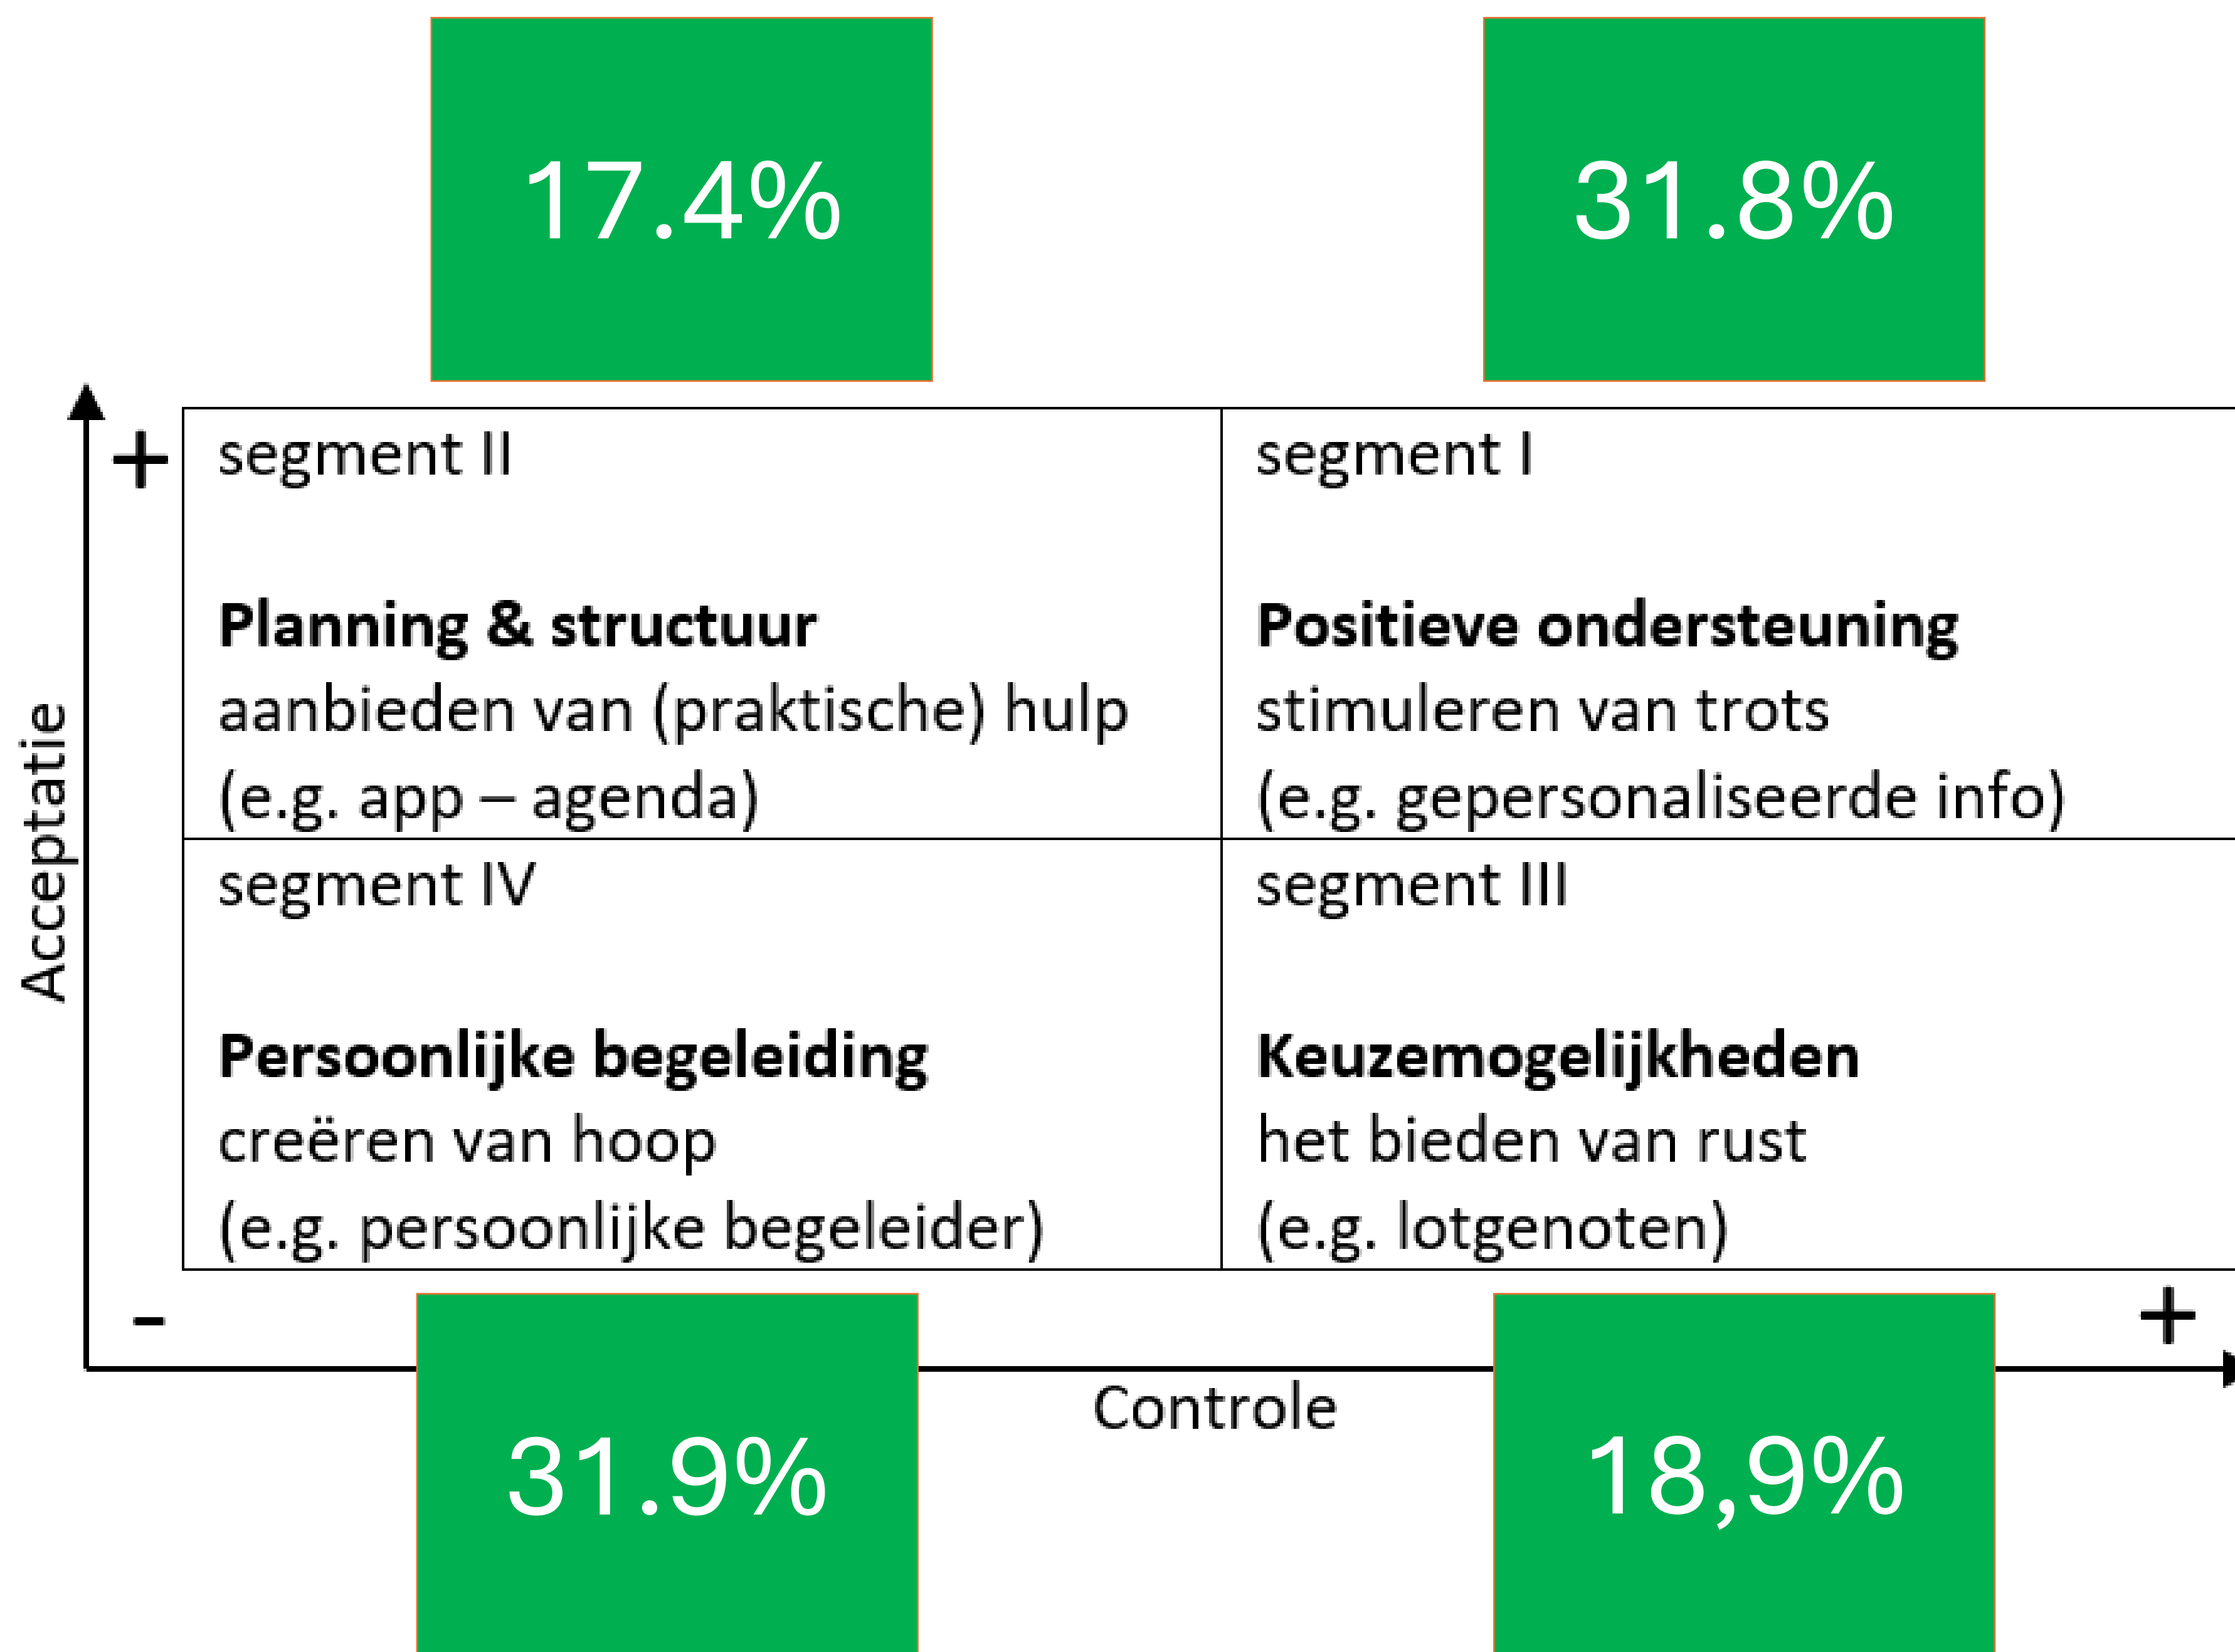 17.4%
31.8%
Acceptatie
+
segment II
Planning & structuur
aanbieden van (praktische) hulp
(e.g. app – agenda)
segment I
Positieve ondersteuning
stimuleren van trots
(e.g. gepersonaliseerde info)
segment IV
Persoonlijke begeleiding
creëren van hoop
(e.g. persoonlijke begeleider)
segment III
Keuzemogelijkheden
het bieden van rust
(e.g. lotgenoten)
-
+
Controle
31.9%
18,9%